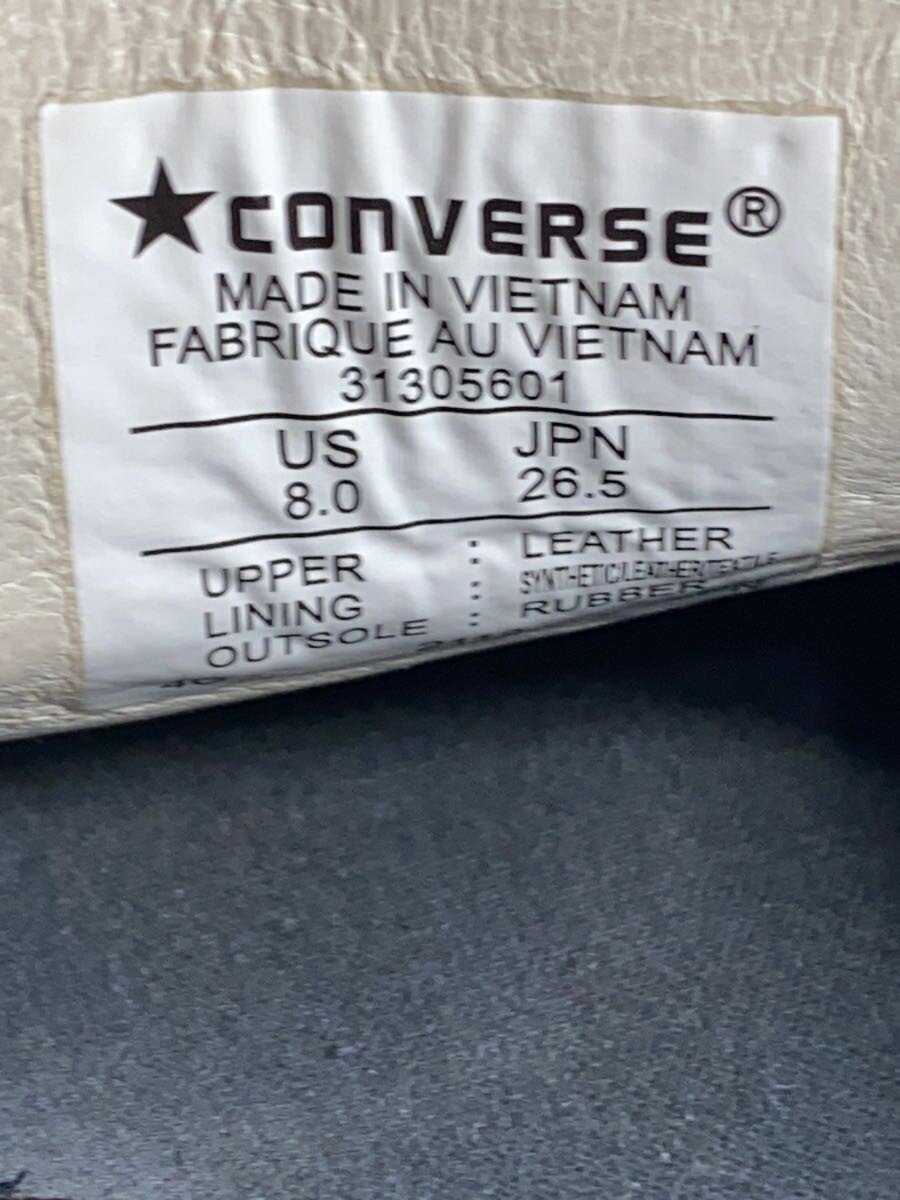 ★CONVERSE®
MADE IN VIETNAM
FABRIQUE AU VIETNAM
31305601
US JPN
8.0 26.5
UPPER : LEATHER
LINING : SYNTHETIC/LEATHER/TEXTILE
OUTSOLE : RUBBER